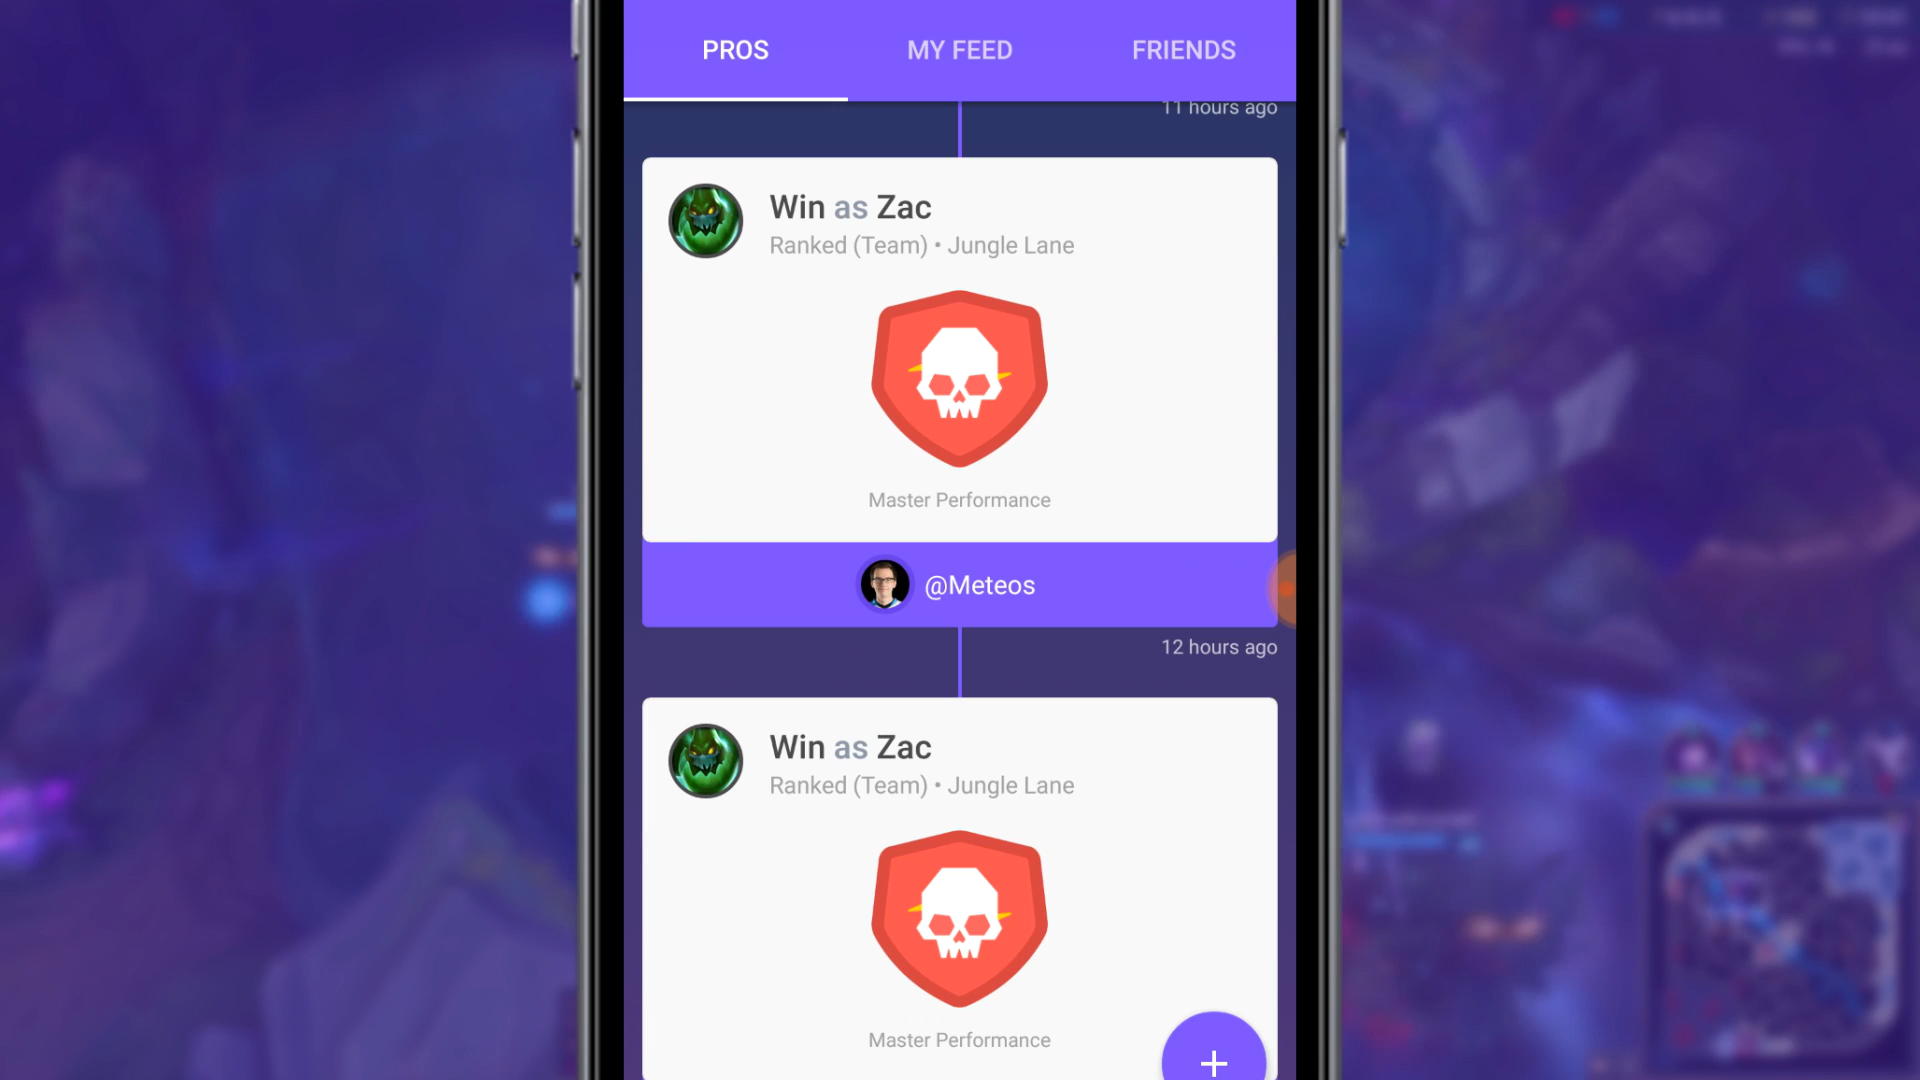 PROS MY FEED FRIENDS
11 hours ago
Win as Zac
Ranked (Team) • Jungle Lane
Master Performance
@Meteos
12 hours ago
Win as Zac
Ranked (Team) • Jungle Lane
Master Performance
+